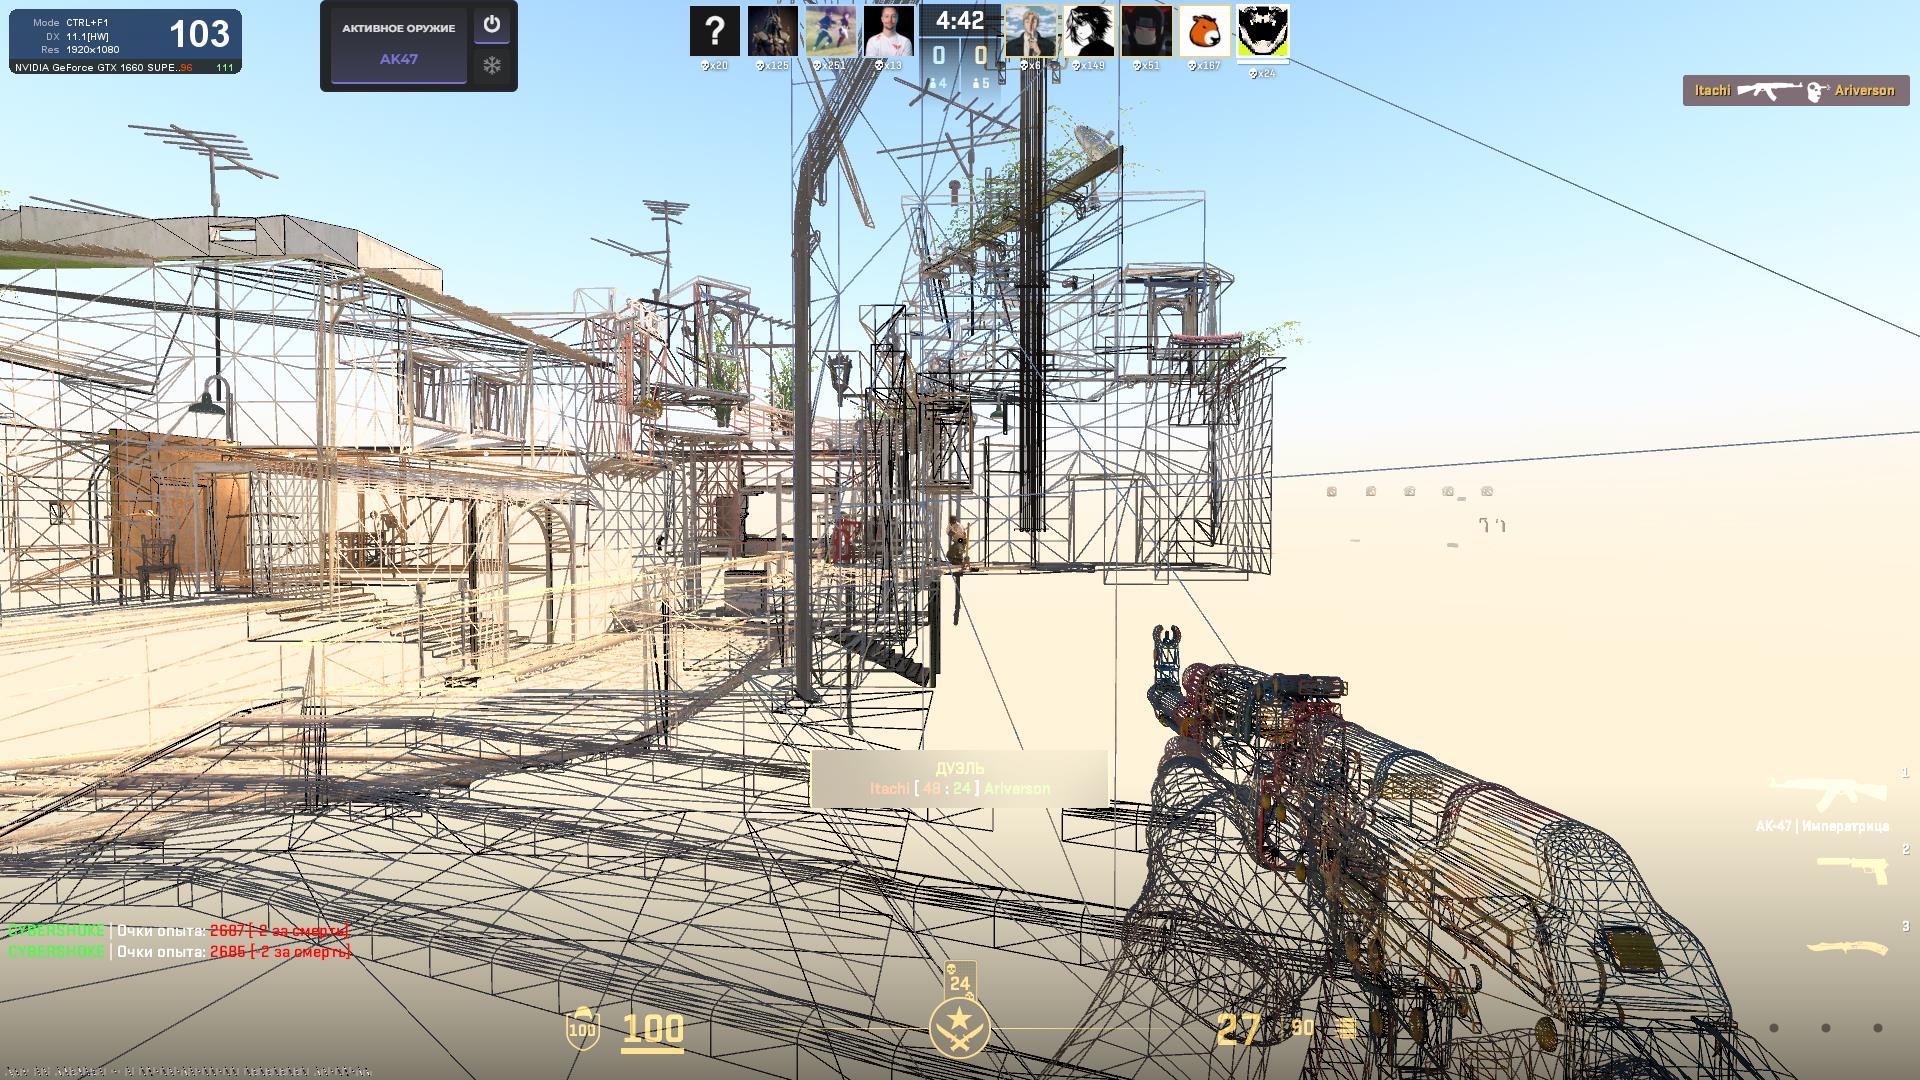 Mode CTRL+F1
DX 11.1[HW]
Res 1920x1080
103
NVIDIA GeForce GTX 1660 SUPE.. 96 111
АКТИВНОЕ ОРУЖИЕ
AK47
?
x20
x125
x251
x13
4:42
0 0
4 5
x6
x149
x51
x167
x24
Itachi Ariverson
ДУЭЛЬ
Itachi [ 48 : 24 ] Ariverson
1
AK-47 | Императрица
2
3
CYBERSHOKE | Очки опыта: 2687 [-2 за смерть]
CYBERSHOKE | Очки опыта: 2685 [-2 за смерть]
24
100
100
27 90